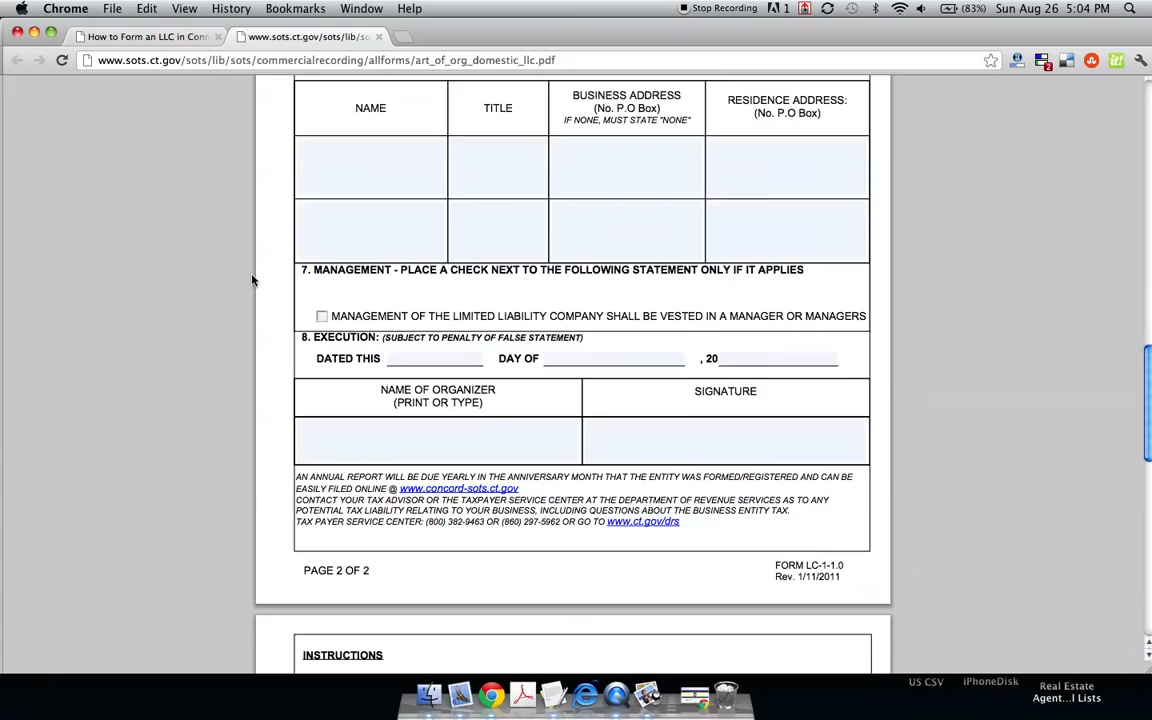 Chrome File Edit View History Bookmarks Window Help Stop Recording 1 (83%) Sun Aug 26 5:04 PM
How to Form an LLC in Conn × www.sots.ct.gov/sots/lib/so ×
www.sots.ct.gov/sots/lib/sots/commercialrecording/allforms/art_of_org_domestic_llc.pdf
NAME
TITLE
BUSINESS ADDRESS
(No. P.O Box)
IF NONE, MUST STATE "NONE"
RESIDENCE ADDRESS:
(No. P.O Box)
7. MANAGEMENT - PLACE A CHECK NEXT TO THE FOLLOWING STATEMENT ONLY IF IT APPLIES
MANAGEMENT OF THE LIMITED LIABILITY COMPANY SHALL BE VESTED IN A MANAGER OR MANAGERS
8. EXECUTION: (SUBJECT TO PENALTY OF FALSE STATEMENT)
DATED THIS DAY OF , 20
NAME OF ORGANIZER
(PRINT OR TYPE)
SIGNATURE
AN ANNUAL REPORT WILL BE DUE YEARLY IN THE ANNIVERSARY MONTH THAT THE ENTITY WAS FORMED/REGISTERED AND CAN BE
EASILY FILED ONLINE @ www.concord-sots.ct.gov
CONTACT YOUR TAX ADVISOR OR THE TAXPAYER SERVICE CENTER AT THE DEPARTMENT OF REVENUE SERVICES AS TO ANY
POTENTIAL TAX LIABILITY RELATING TO YOUR BUSINESS, INCLUDING QUESTIONS ABOUT THE BUSINESS ENTITY TAX.
TAX PAYER SERVICE CENTER: (800) 382-9463 OR (860) 297-5962 OR GO TO www.ct.gov/drs
PAGE 2 OF 2
FORM LC-1-1.0
Rev. 1/11/2011
INSTRUCTIONS
US CSV
iPhoneDisk
Real Estate
Agent...l Lists